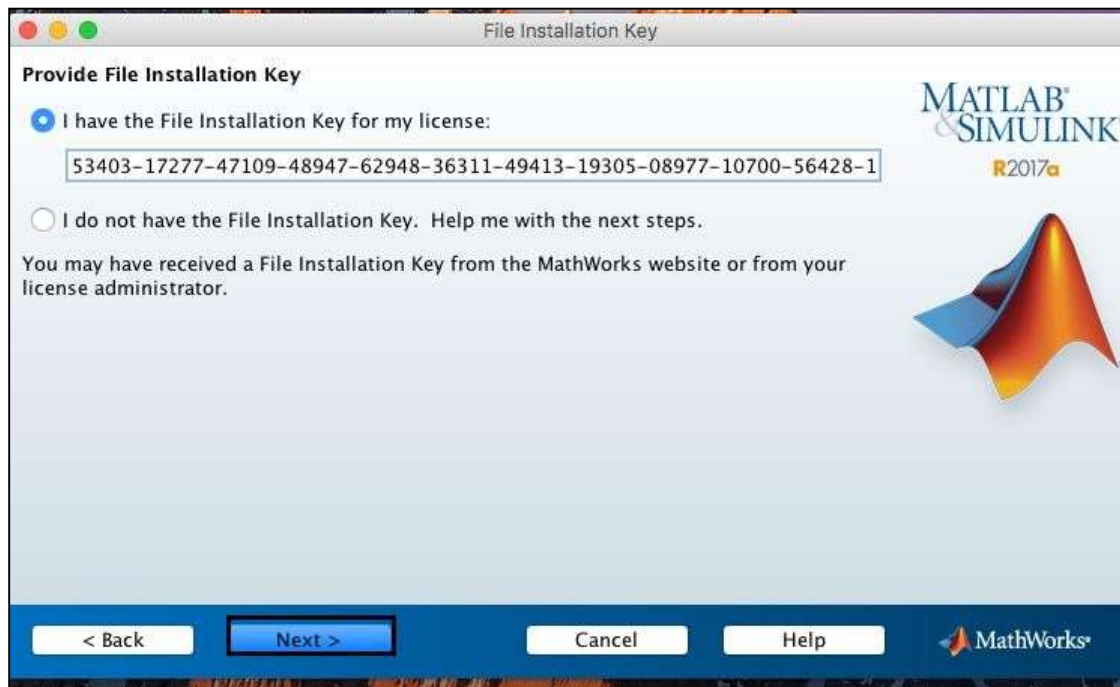 File Installation Key
Provide File Installation Key
I have the File Installation Key for my license:
53403-17277-47109-48947-62948-36311-49413-19305-08977-10700-56428-1
I do not have the File Installation Key. Help me with the next steps.
You may have received a File Installation Key from the MathWorks website or from your
license administrator.
MATLAB®
&SIMULINK
R2017a
< Back
Next >
Cancel
Help
MathWorks®